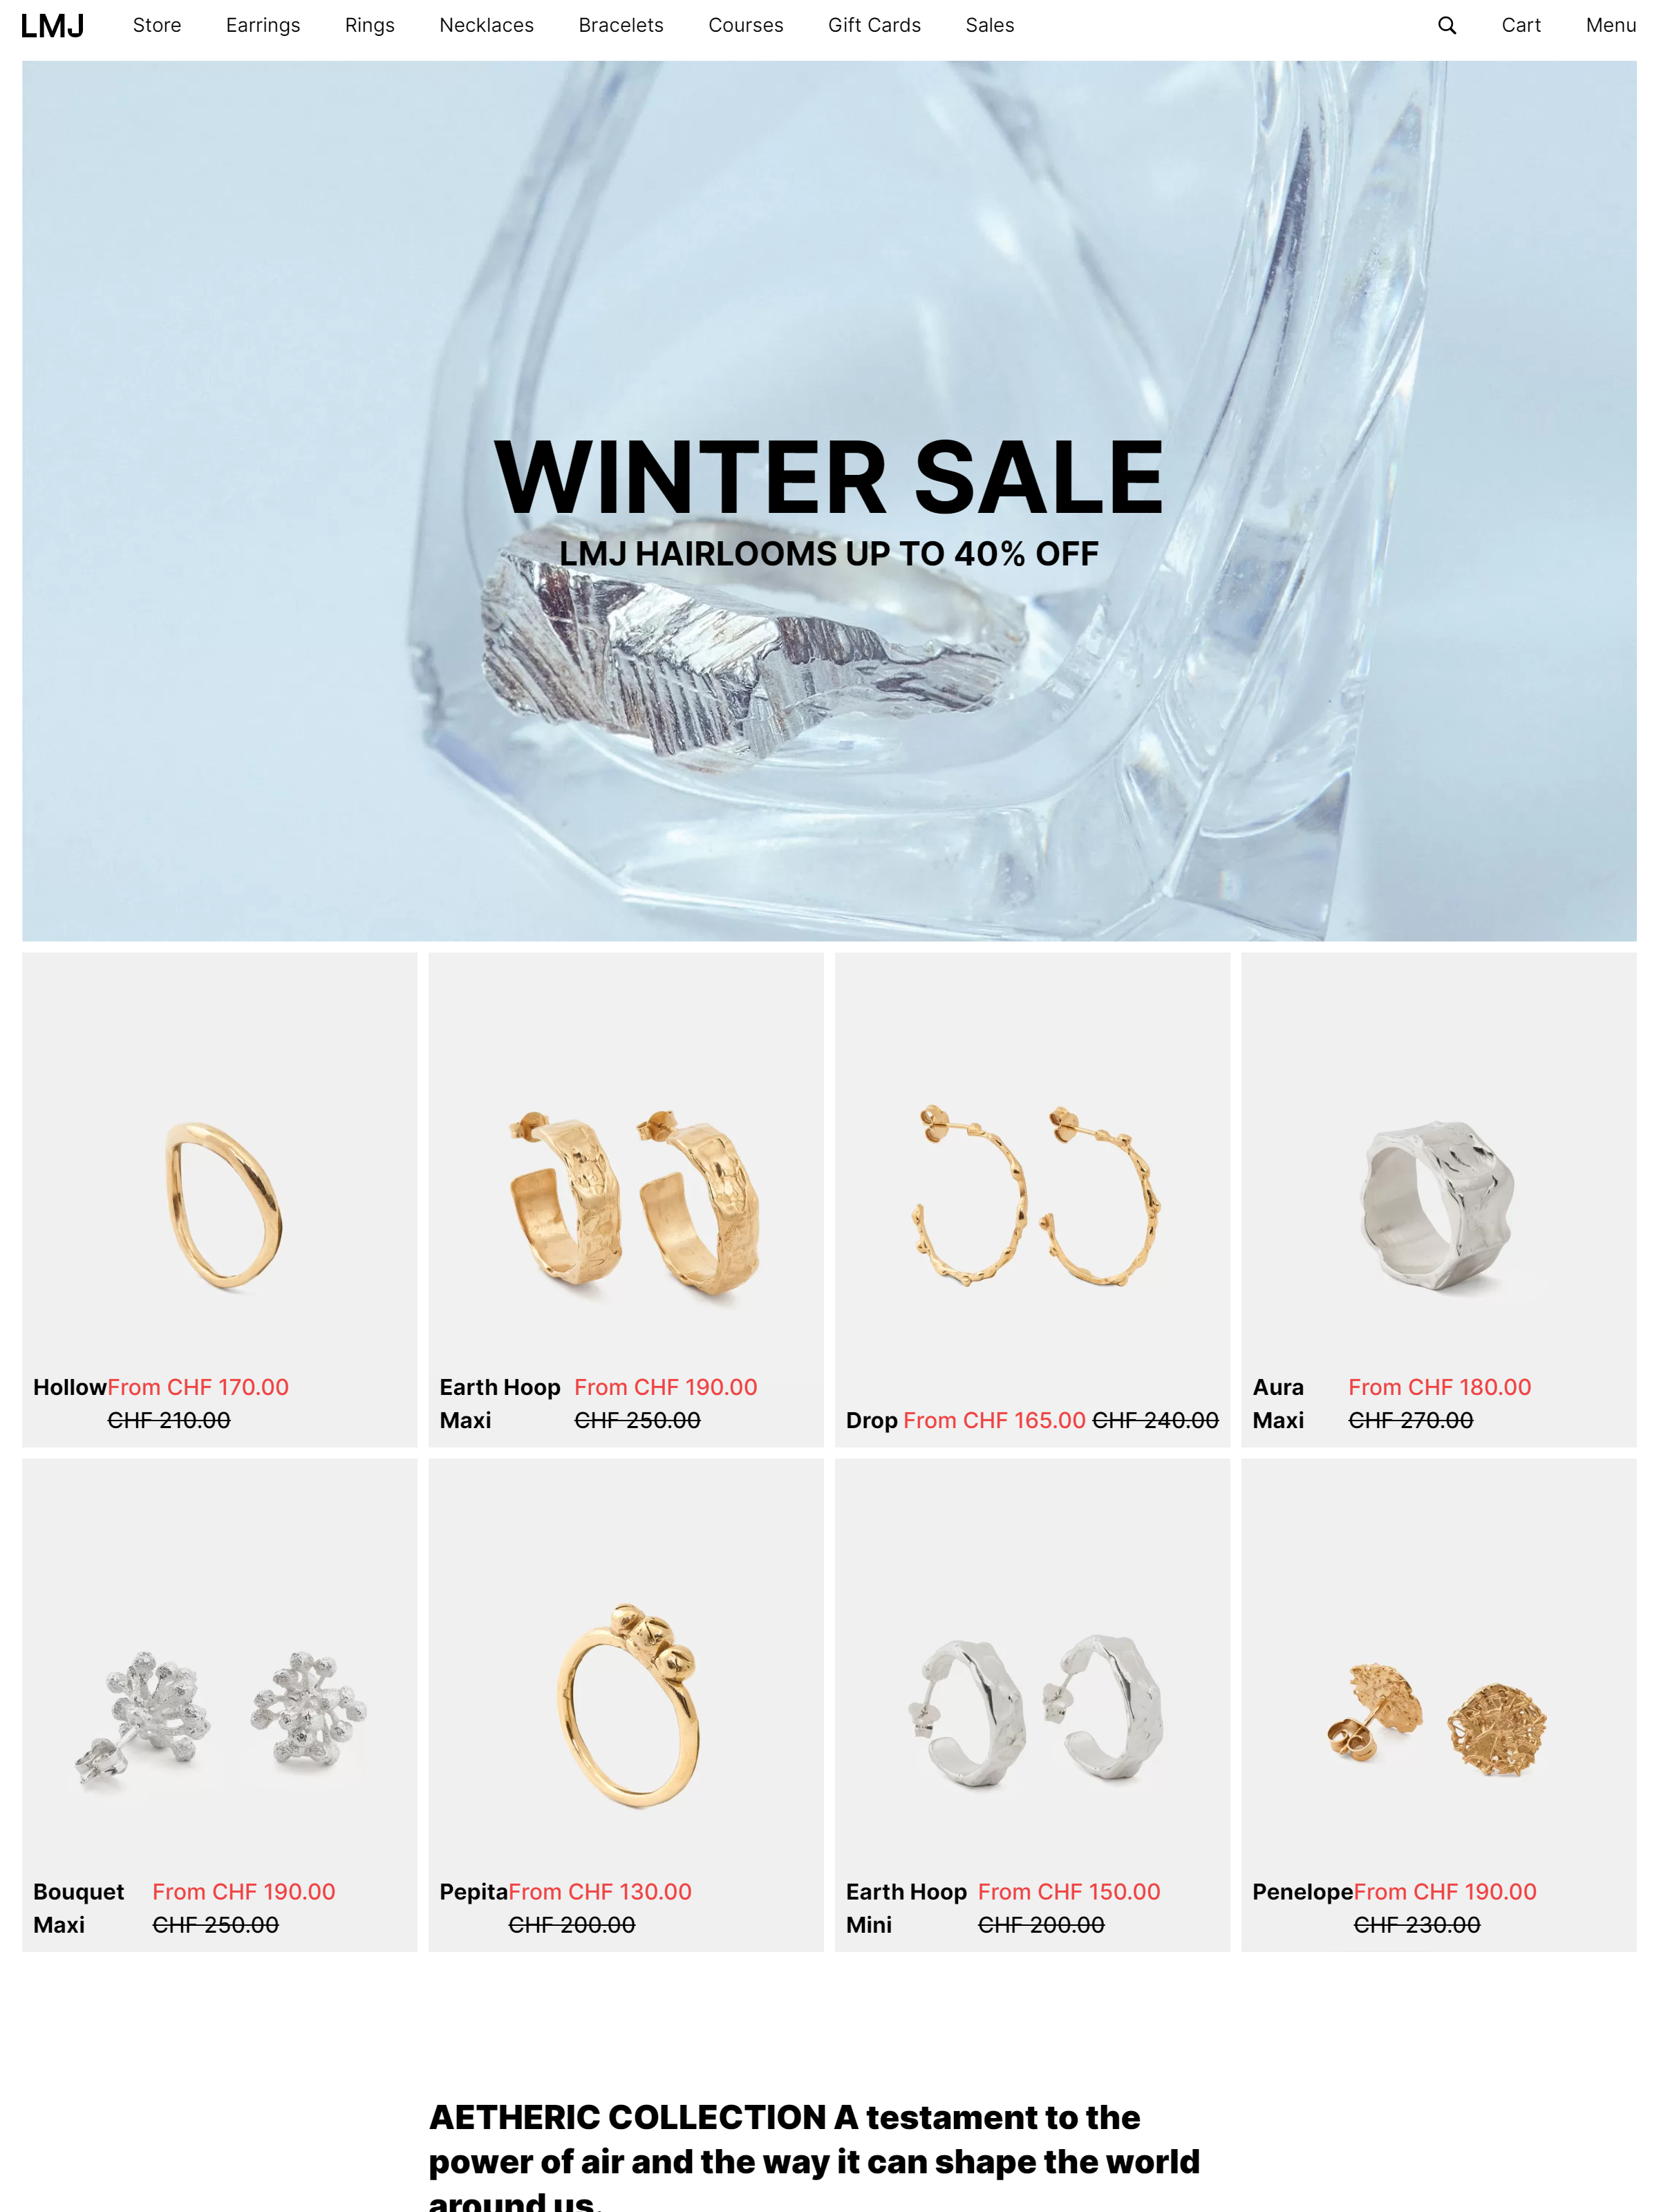 LMJ Store Earrings Rings Necklaces Bracelets Courses Gift Cards Sales Cart Menu
WINTER SALE
LMJ HAIRLOOMS UP TO 40% OFF
Hollow From CHF 170.00
CHF 210.00
Earth Hoop From CHF 190.00
Maxi CHF 250.00
Drop From CHF 165.00 CHF 240.00
Aura From CHF 180.00
Maxi CHF 270.00
Bouquet From CHF 190.00
Maxi CHF 250.00
Pepita From CHF 130.00
CHF 200.00
Earth Hoop From CHF 150.00
Mini CHF 200.00
Penelope From CHF 190.00
CHF 230.00
AETHERIC COLLECTION A testament to the
power of air and the way it can shape the world
around us.